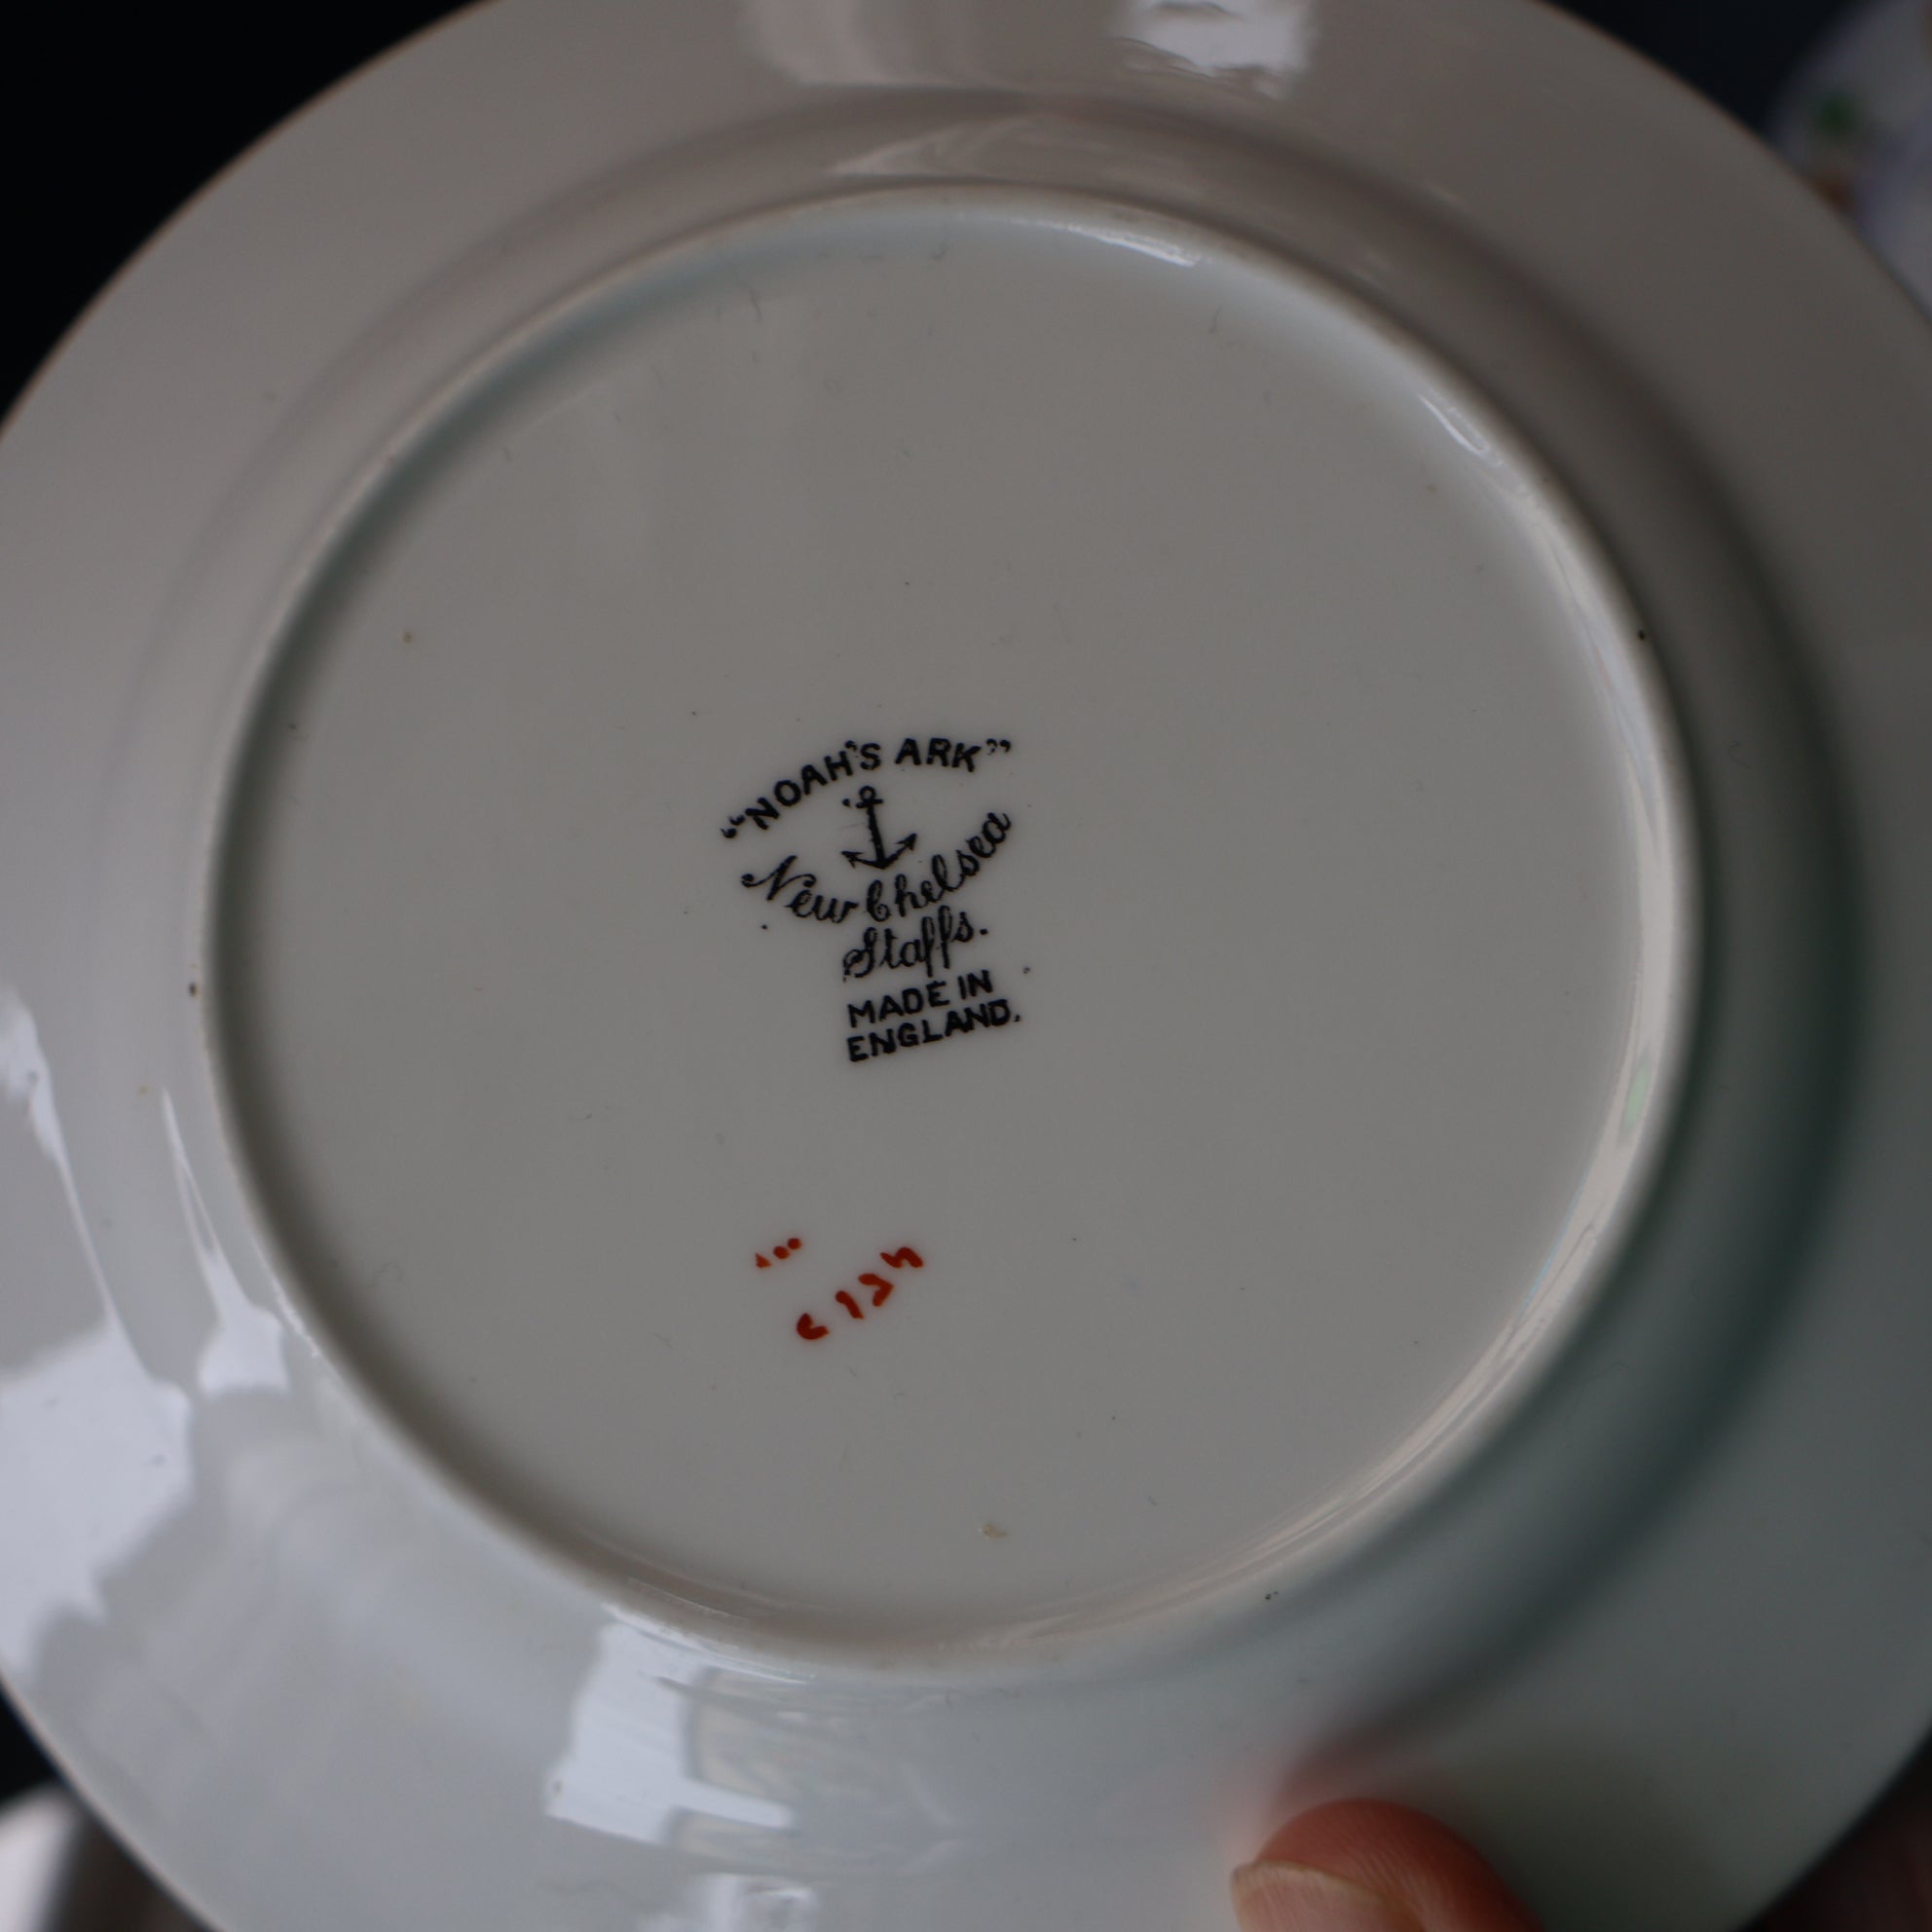 “NOAH'S ARK”
New Chelsea
Staffs.
MADE IN
ENGLAND.